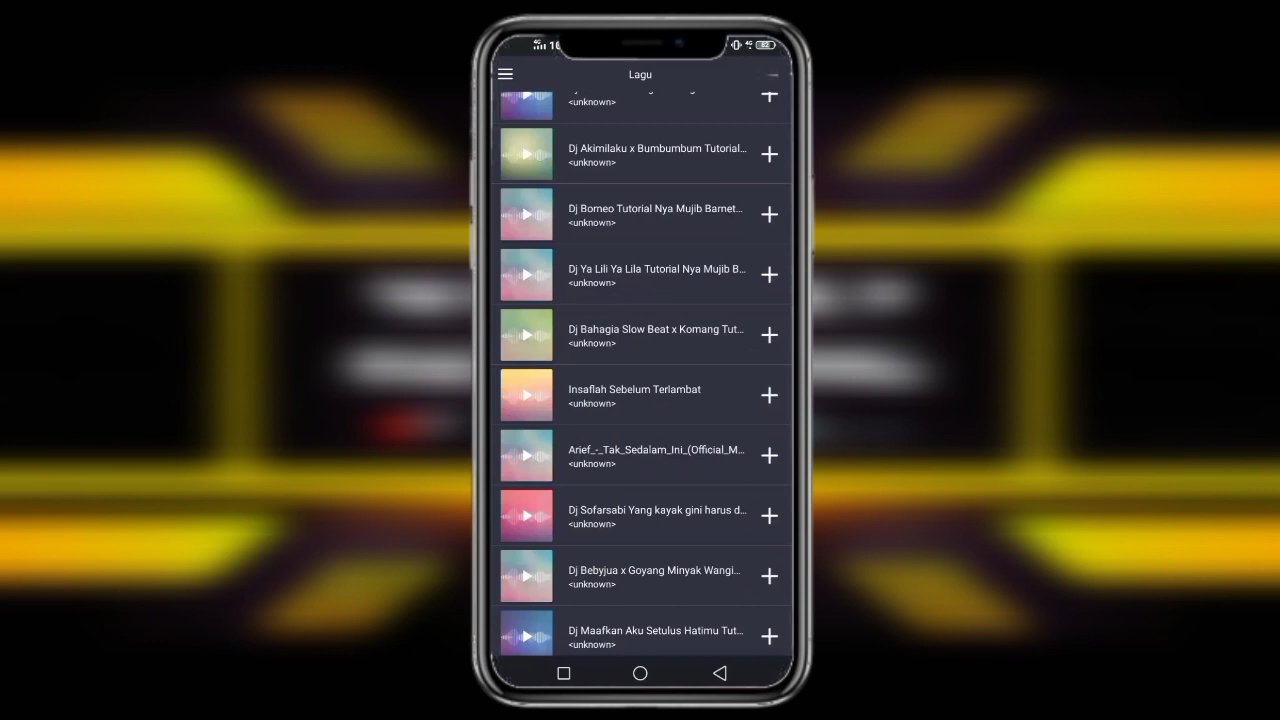 4G
4G 62
Lagu
<unknown>
Dj Akimilaku x Bumbumbum Tutorial...
<unknown>
Dj Borneo Tutorial Nya Mujib Barnet...
<unknown>
Dj Ya Lili Ya Lila Tutorial Nya Mujib B...
<unknown>
Dj Bahagia Slow Beat x Komang Tut...
<unknown>
Insaflah Sebelum Terlambat
<unknown>
Arief_-_Tak_Sedalam_Ini_(Official_M...
<unknown>
Dj Sofarsabi Yang kayak gini harus d...
<unknown>
Dj Bebyjua x Goyang Minyak Wangi...
<unknown>
Dj Maafkan Aku Setulus Hatimu Tut...
<unknown>